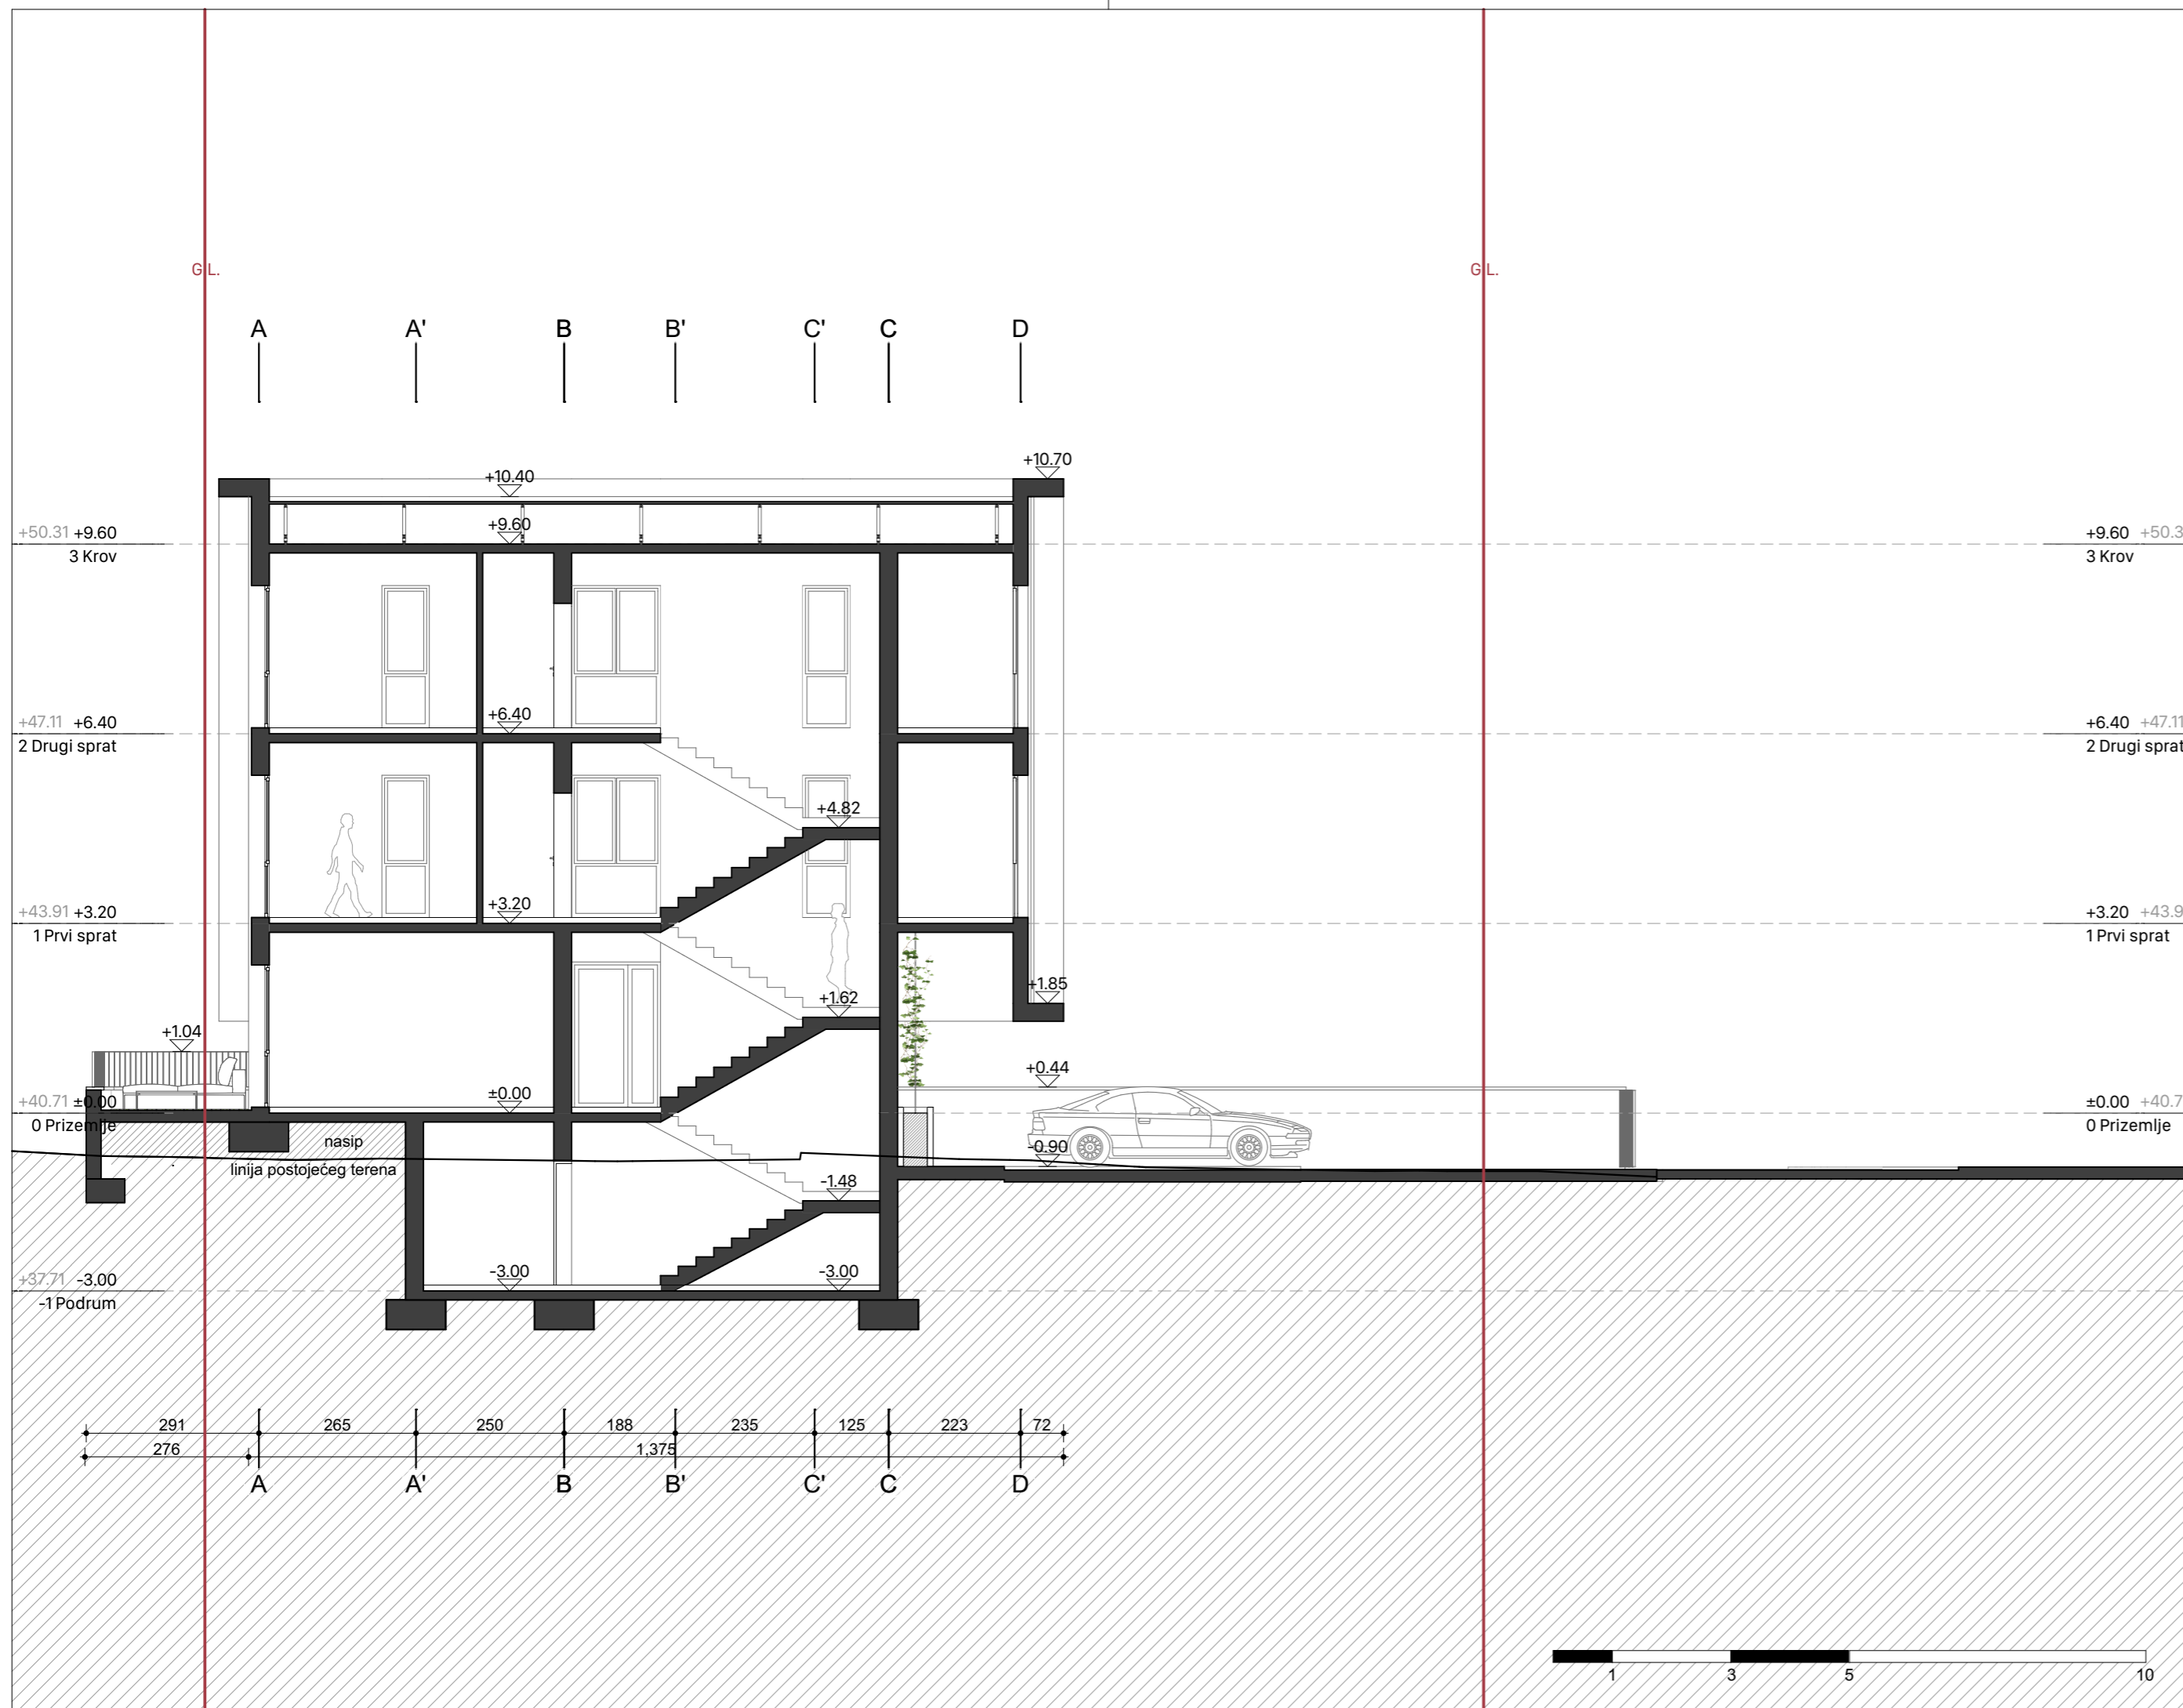 G.L. G.L.
A A' B B' C' C D
+10.70
+10.40
+50.31 +9.60 +9.60 +9.60 +50.3
3 Krov 3 Krov
+47.11 +6.40 +6.40 +6.40 +47.11
2 Drugi sprat 2 Drugi sprat
+4.82
+43.91 +3.20 +3.20 +3.20 +43.9
1 Prvi sprat 1 Prvi sprat
+1.85
+1.62
+1.04
+0.44
+40.71 ±0.00 ±0.00 ±0.00 +40.7
0 Prizemlje 0 Prizemlje
nasip
-0.90
linija postojećeg terena
-1.48
+37.71 -3.00 -3.00 -3.00
-1 Podrum
291 265 250 188 235 125 223 72
276 1,375
A A' B B' C' C D
1 3 5 10